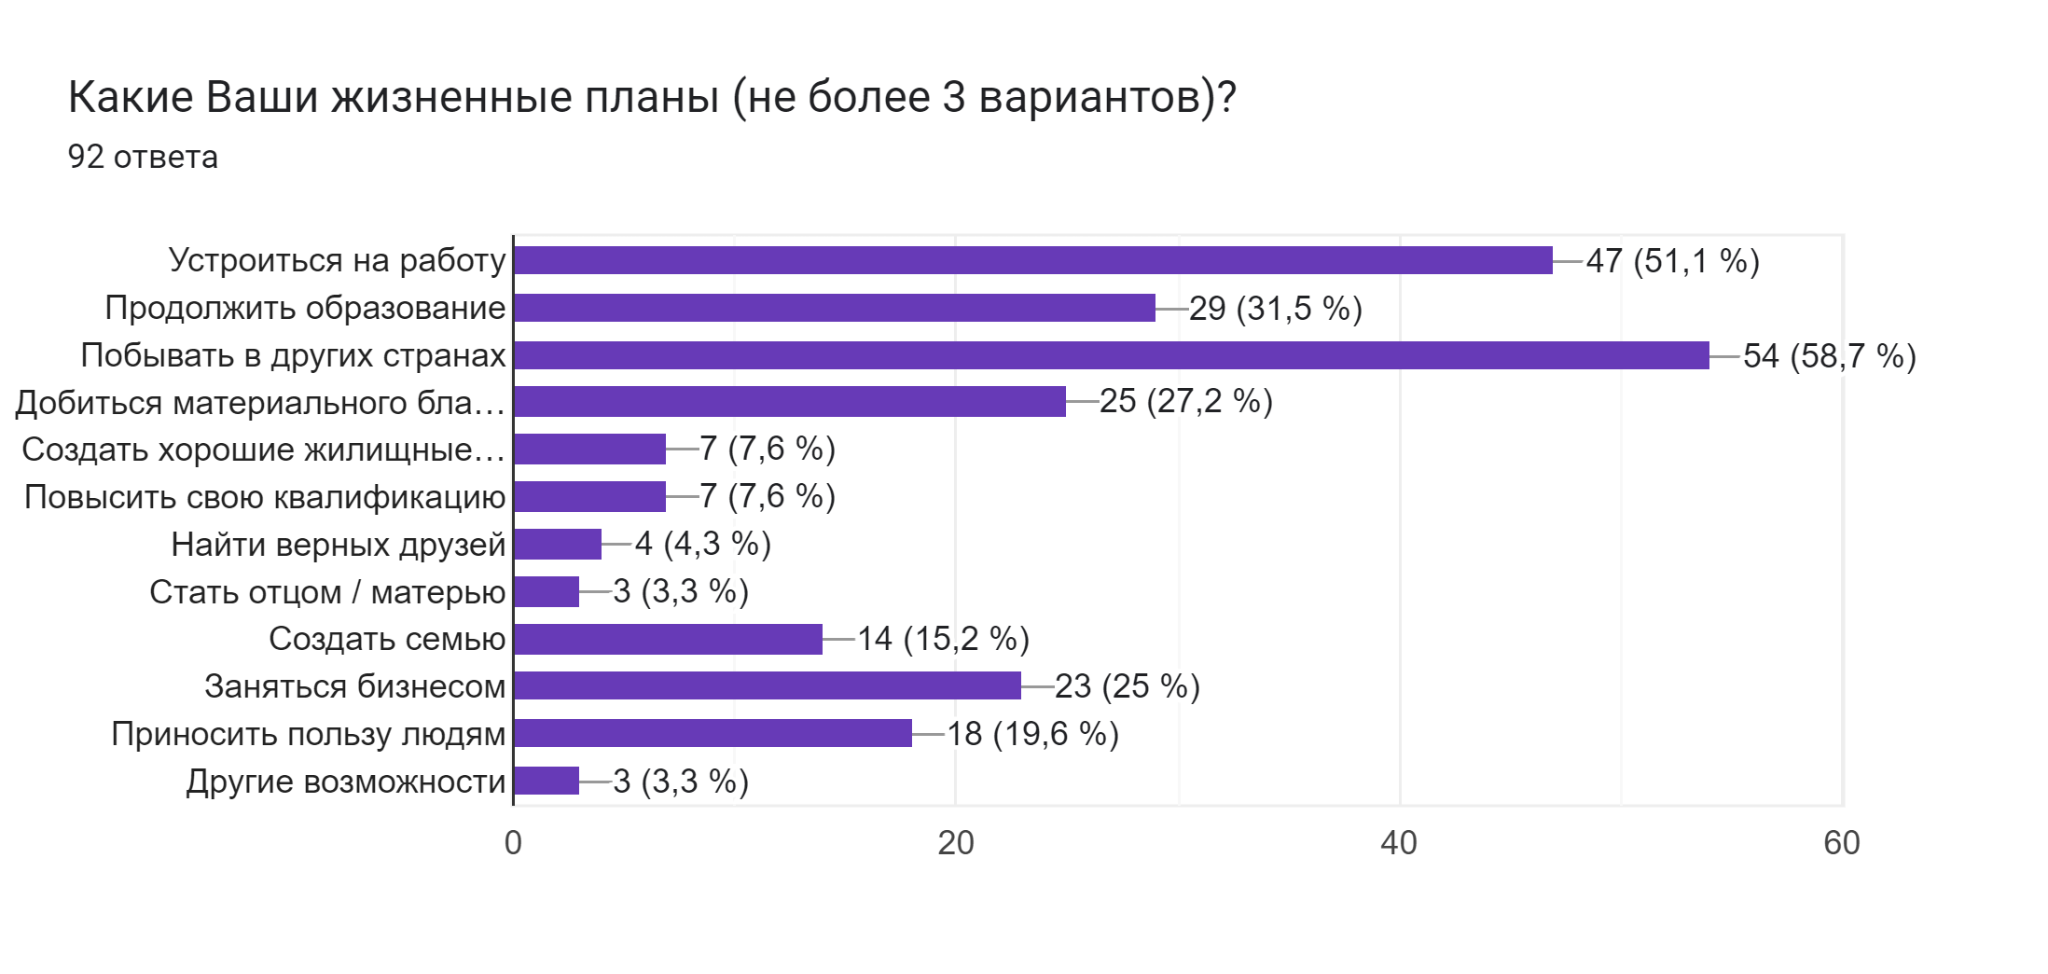 Какие Ваши жизненные планы (не более 3 вариантов)?
92 ответа
Устроиться на работу 47 (51,1 %)
Продолжить образование 29 (31,5 %)
Побывать в других странах 54 (58,7 %)
Добиться материального бла… 25 (27,2 %)
Создать хорошие жилищные… 7 (7,6 %)
Повысить свою квалификацию 7 (7,6 %)
Найти верных друзей 4 (4,3 %)
Стать отцом / матерью 3 (3,3 %)
Создать семью 14 (15,2 %)
Заняться бизнесом 23 (25 %)
Приносить пользу людям 18 (19,6 %)
Другие возможности 3 (3,3 %)
0 20 40 60